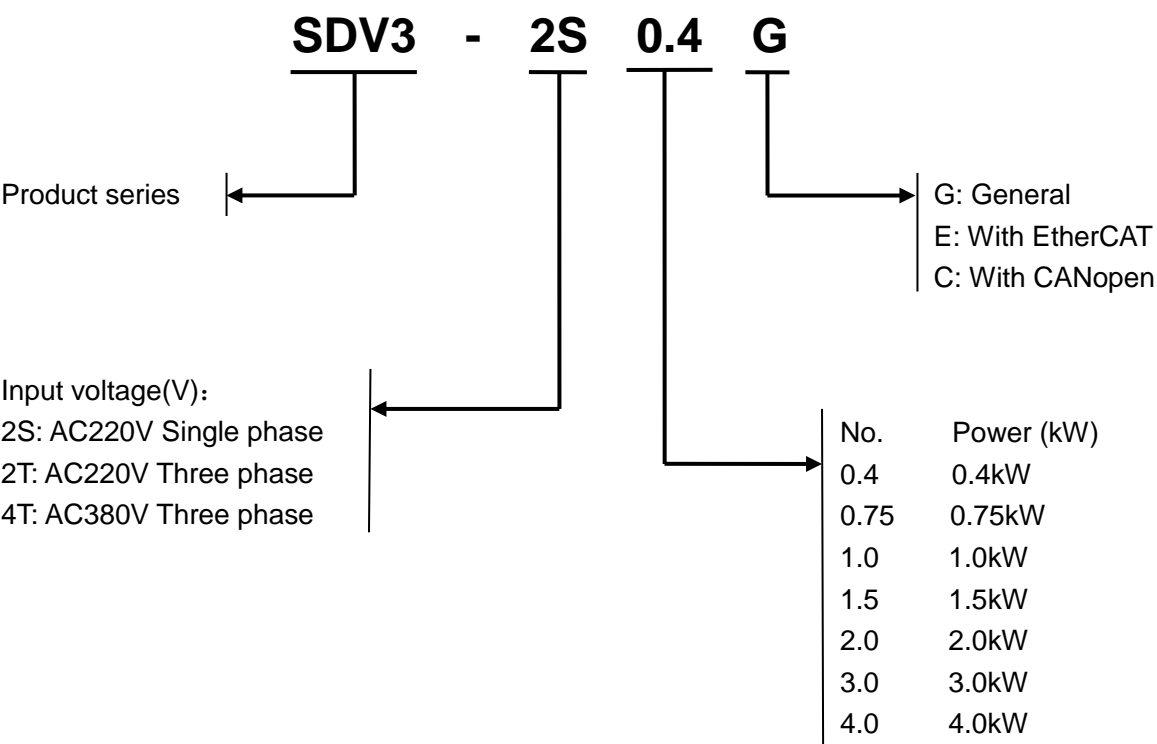 SDV3 - 2S 0.4 G
Product series
G: General
E: With EtherCAT
C: With CANopen
Input voltage(V)：
2S: AC220V Single phase
2T: AC220V Three phase
4T: AC380V Three phase
No. Power (kW)
0.4 0.4kW
0.75 0.75kW
1.0 1.0kW
1.5 1.5kW
2.0 2.0kW
3.0 3.0kW
4.0 4.0kW